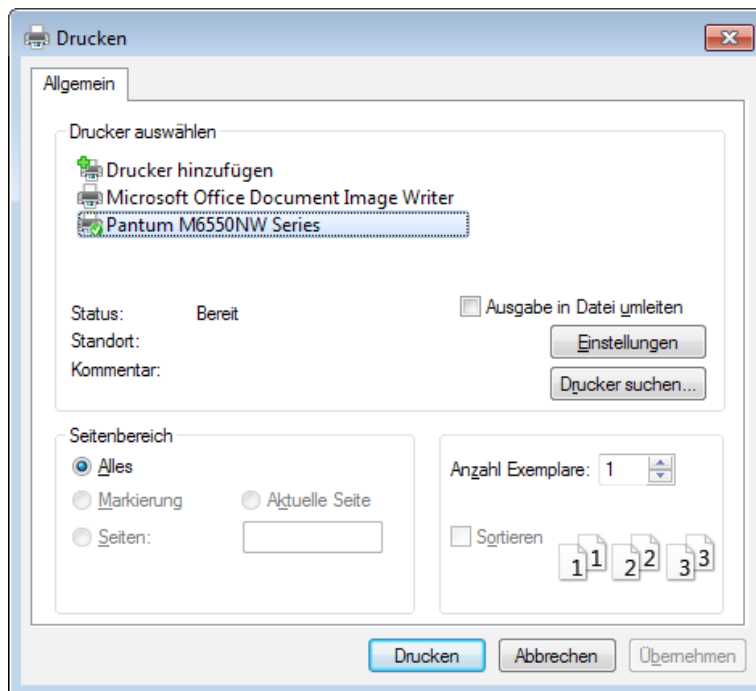 Drucken
Allgemein
Drucker auswählen
Drucker hinzufügen
Microsoft Office Document Image Writer
Pantum M6550NW Series
Status: Bereit
Standort:
Kommentar:
Ausgabe in Datei umleiten
Einstellungen
Drucker suchen...
Seitenbereich
Alles
Markierung Aktuelle Seite
Seiten:
Anzahl Exemplare: 1
Sortieren
1 1 2 2 3 3
Drucken Abbrechen Übernehmen